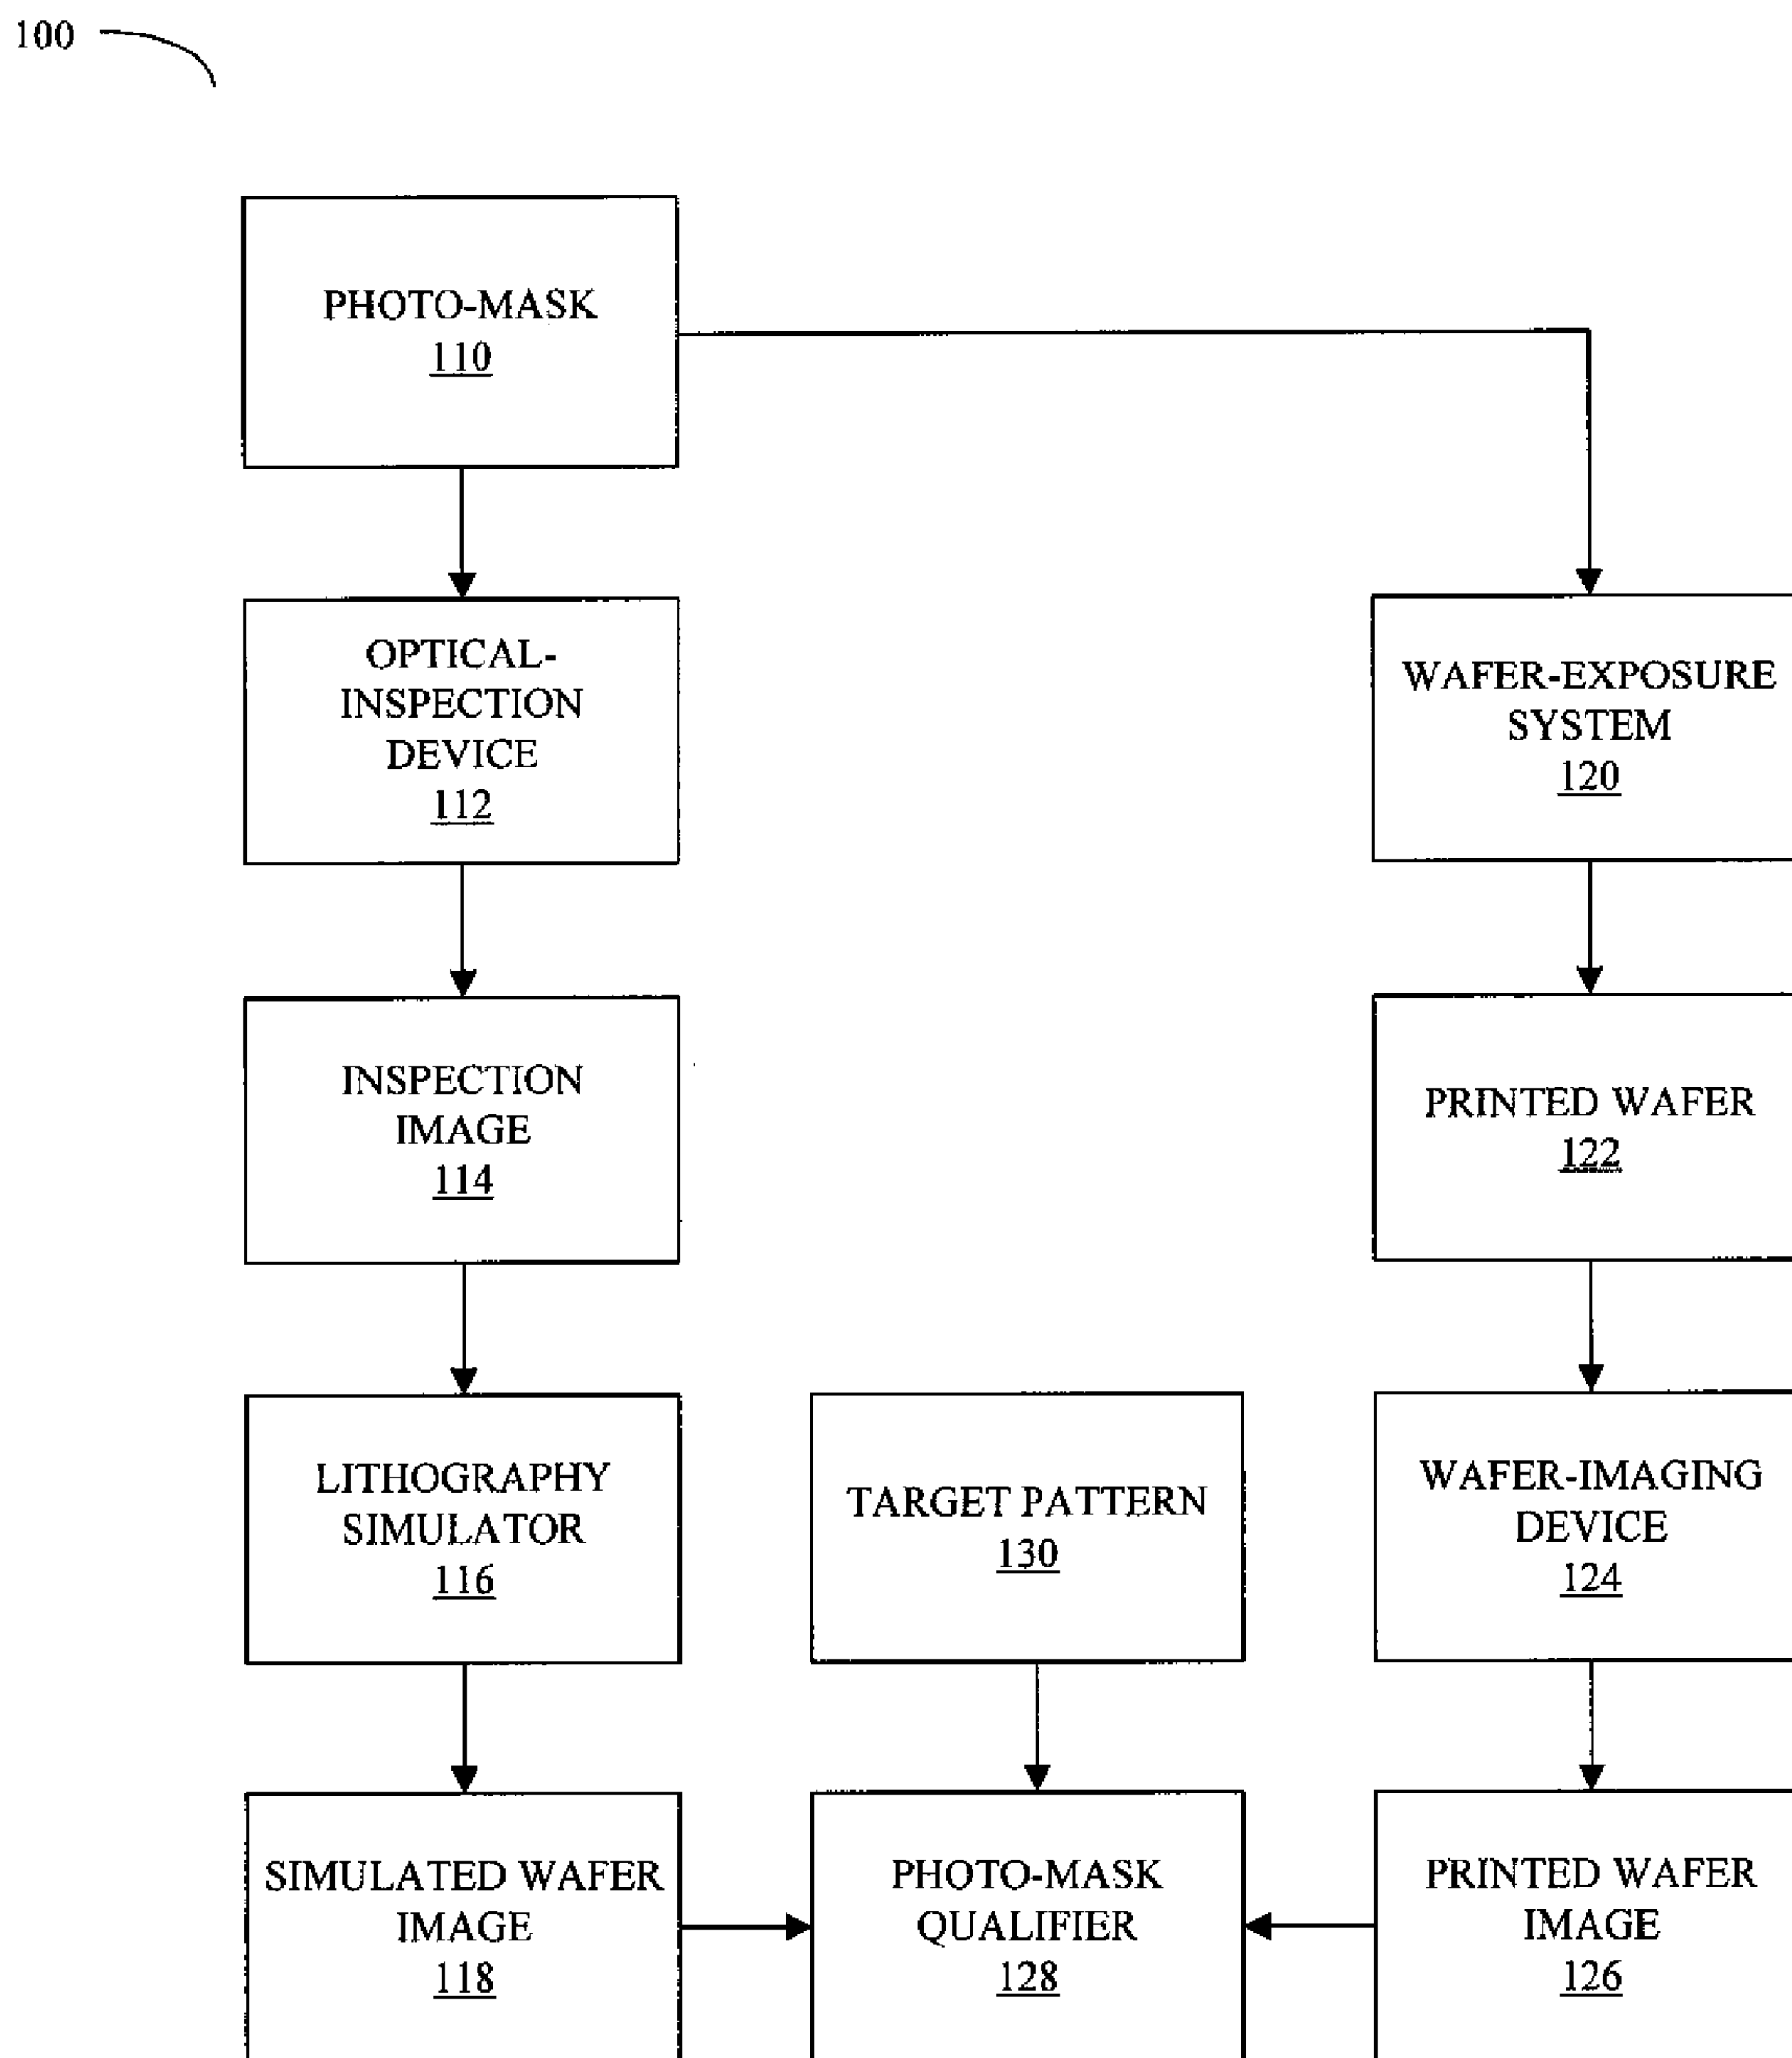 100
PHOTO-MASK
110
OPTICAL-
INSPECTION
DEVICE
112
WAFER-EXPOSURE
SYSTEM
120
INSPECTION
IMAGE
114
PRINTED WAFER
122
LITHOGRAPHY
SIMULATOR
116
TARGET PATTERN
130
WAFER-IMAGING
DEVICE
124
SIMULATED WAFER
IMAGE
118
PHOTO-MASK
QUALIFIER
128
PRINTED WAFER
IMAGE
126